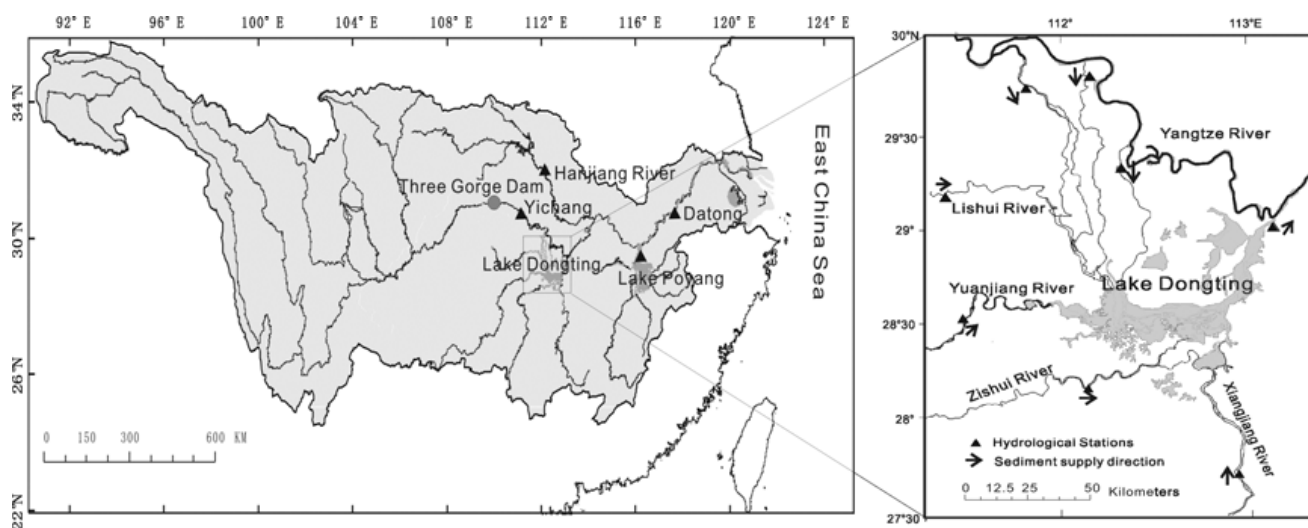 92° E 96° E 100° E 104° E 108° E 112° E 116° E 120° E 124° E
34°N
30°N
26°N
22°N
Hanjiang River
Three Gorge Dam
Yichang
Datong
Lake Dongting
Lake Poyang
East China Sea
0 150 300 600 KM
112° 113°
30°N
29°30'
29°
28°30'
28°
27°30'
Yangtze River
Lishui River
Lake Dongting
Yuanjiang River
Zishui River
Xiangjiang River
Hydrological Stations
Sediment supply direction
0 12.5 25 50 Kilometers